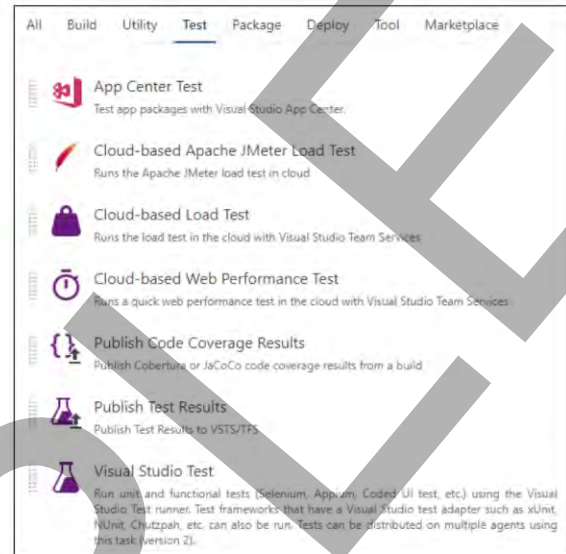 All Build Utility Test Package Deploy Tool Marketplace
App Center Test
Test app packages with Visual Studio App Center.
Cloud-based Apache JMeter Load Test
Runs the Apache JMeter load test in cloud
Cloud-based Load Test
Runs the load test in the cloud with Visual Studio Team Services
Cloud-based Web Performance Test
Runs a quick web performance test in the cloud with Visual Studio Team Services
Publish Code Coverage Results
Publish Cobertura or JaCoCo code coverage results from a build
Publish Test Results
Publish Test Results to VSTS/TFS
Visual Studio Test
Run unit and functional tests (Selenium, Appium, Coded UI test, etc.) using the Visual
Studio Test runner. Test frameworks that have a Visual Studio test adapter such as xUnit,
NUnit, Chutzpah, etc. can also be run. Tests can be distributed on multiple agents using
this task (version 2).